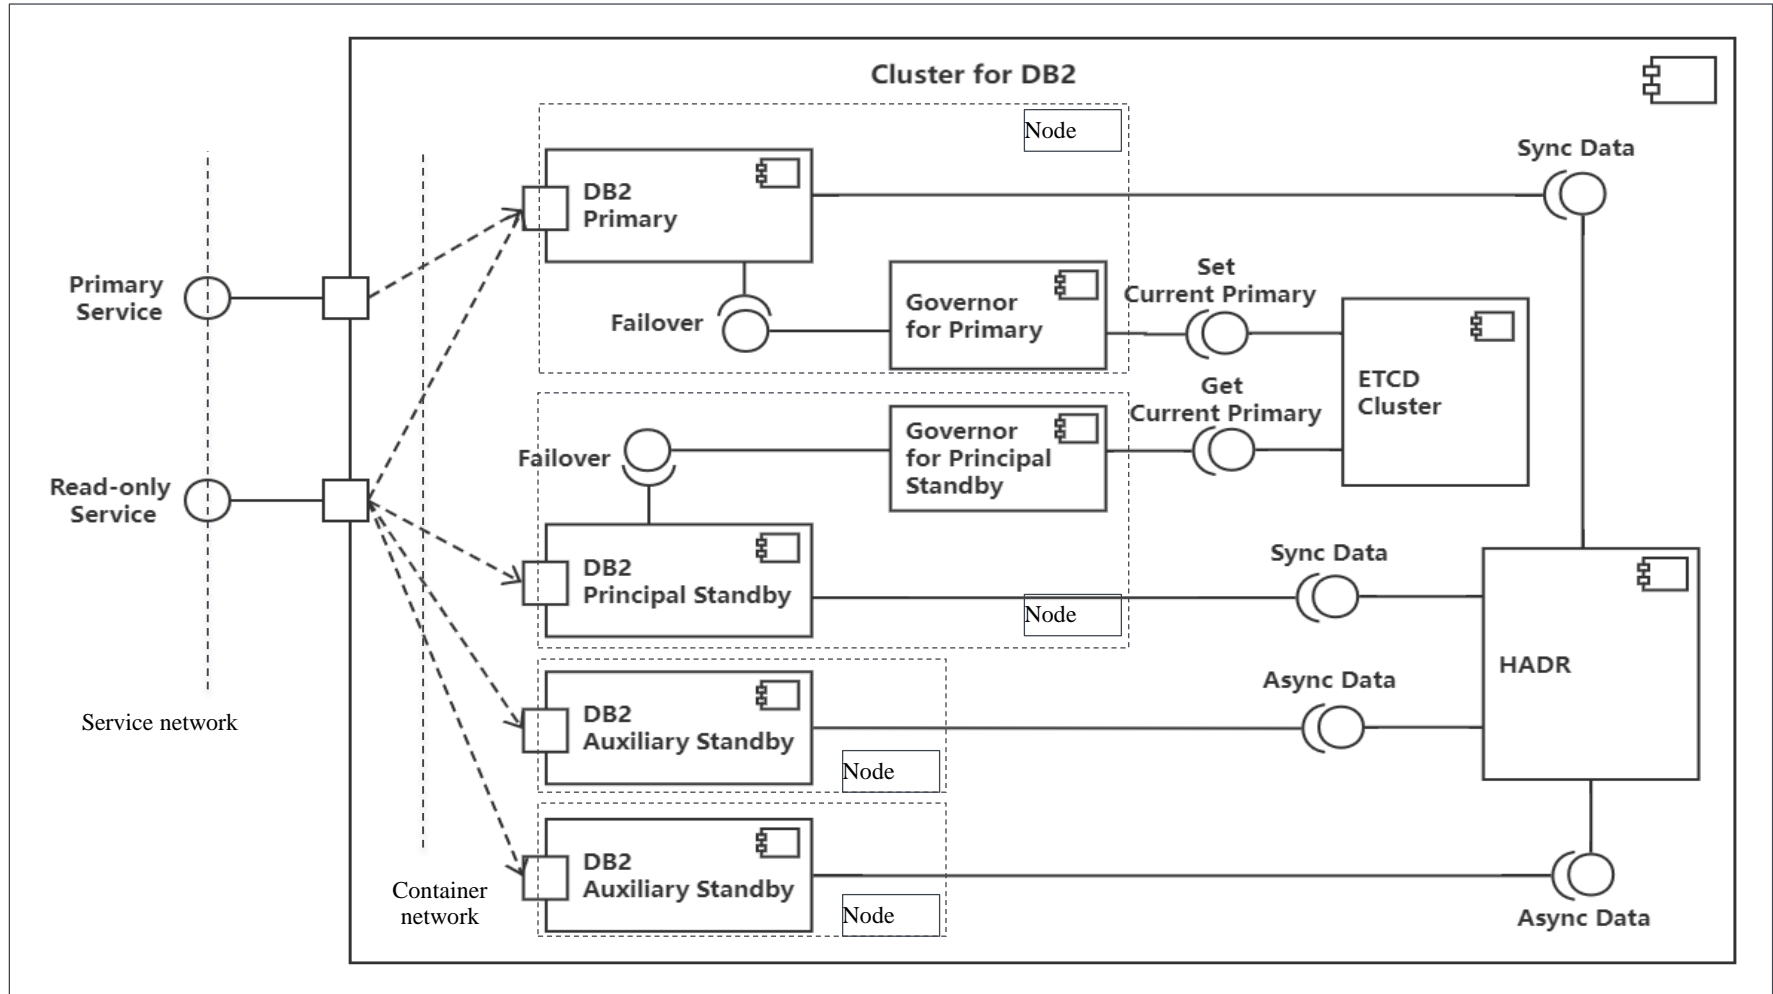 Cluster for DB2
Node
Sync Data
DB2
Primary
Primary
Service
Failover
Governor
for Primary
Set
Current Primary
ETCD
Cluster
Get
Current Primary
Governor
for Principal
Standby
Failover
Read-only
Service
DB2
Principal Standby
Node
Sync Data
HADR
Async Data
DB2
Auxiliary Standby
Node
Service network
DB2
Auxiliary Standby
Node
Container
network
Async Data